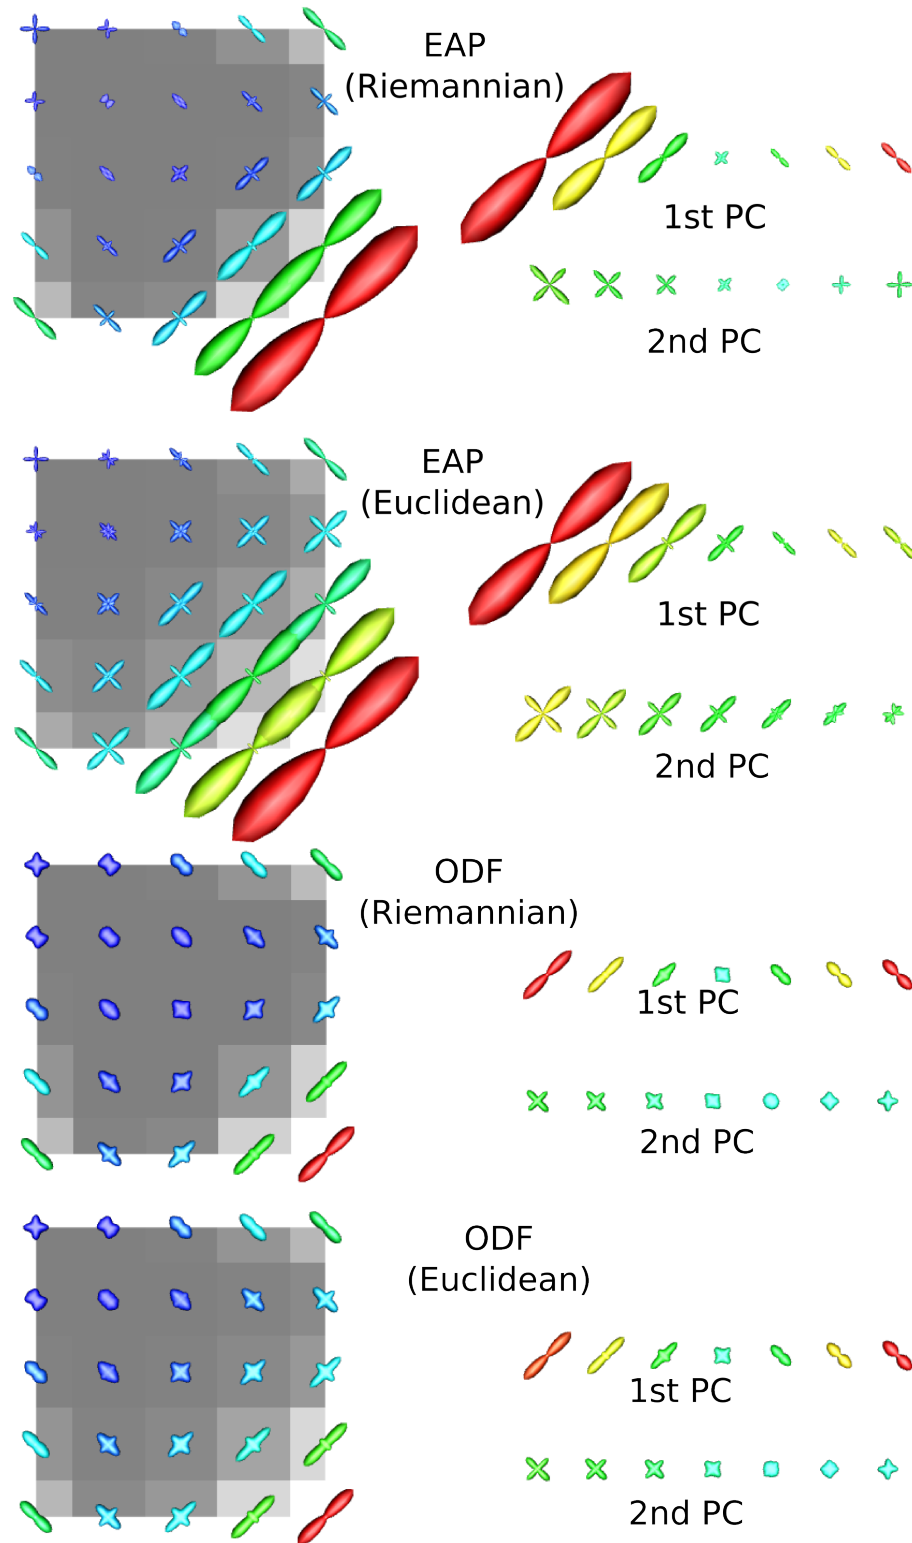 EAP
(Riemannian)
1st PC
2nd PC
EAP
(Euclidean)
1st PC
2nd PC
ODF
(Riemannian)
1st PC
2nd PC
ODF
(Euclidean)
1st PC
2nd PC